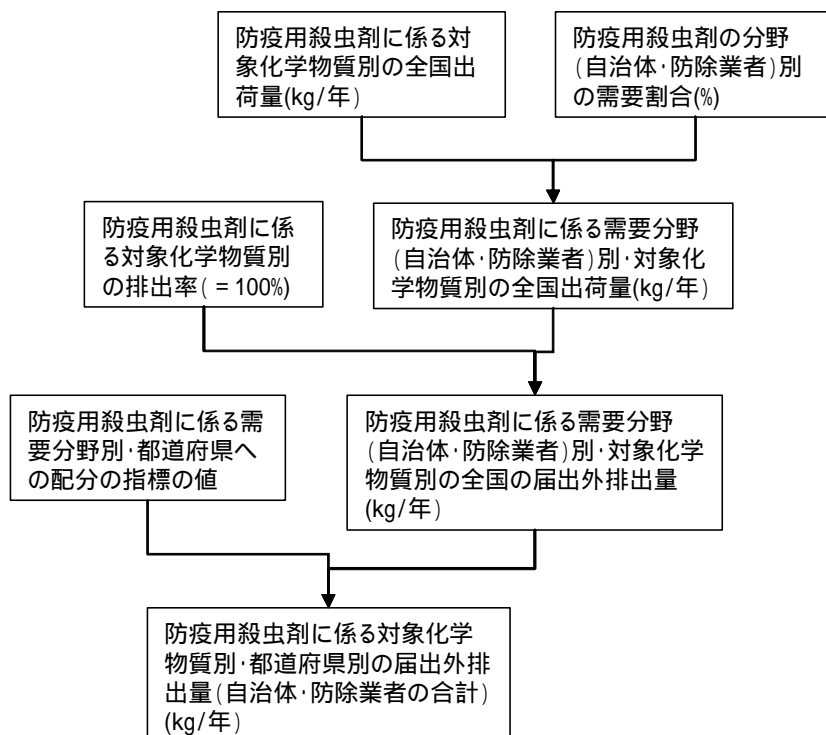 防疫用殺虫剤に係る対
象化学物質別の全国出
荷量(kg/年)
防疫用殺虫剤の分野
(自治体·防除業者)別
の需要割合(%)
防疫用殺虫剤に係
る対象化学物質別
の排出率(=100%)
防疫用殺虫剤に係る需要分野
(自治体·防除業者)別·対象化
学物質別の全国出荷量(kg/年)
防疫用殺虫剤に係る需
要分野別·都道府県へ
の配分の指標の値
防疫用殺虫剤に係る需要分野
(自治体·防除業者)別·対象化学
物質別の全国の届出外排出量
(kg/年)
防疫用殺虫剤に係る対象化学
物質別·都道府県別の届出外排
出量(自治体·防除業者の合計)
(kg/年)